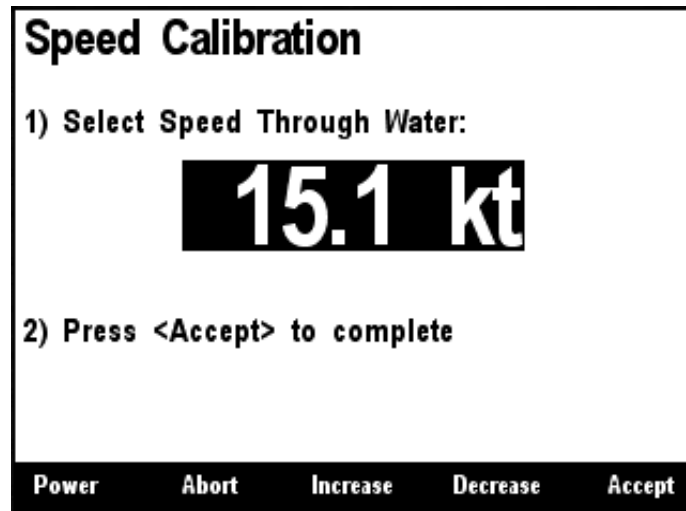 Speed Calibration
1) Select Speed Through Water:
15.1 kt
2) Press <Accept> to complete
Power Abort Increase Decrease Accept